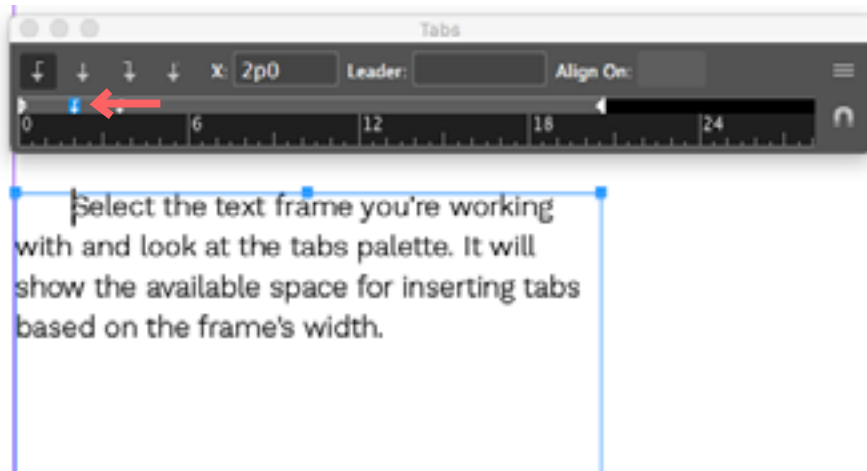 Tabs
X: 2p0 Leader: Align On:
0 6 12 18 24
Select the text frame you're working
with and look at the tabs palette. It will
show the available space for inserting tabs
based on the frame's width.